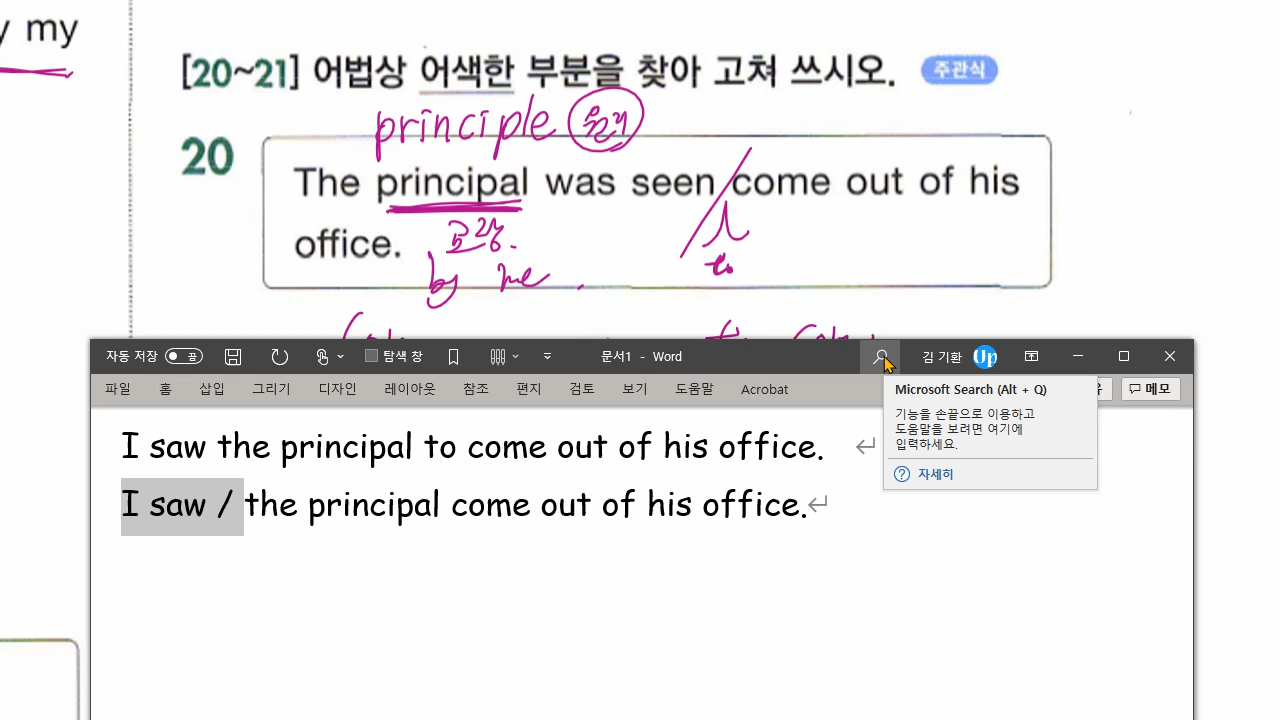 y my
[20~21] 어법상 어색한 부분을 찾아 고쳐 쓰시오. 주관식
principle 원리
20
The principal was seen come out of his
office.
교장.
to
by me.
자동 저장 끔 탐색 창 문서1 - Word 김 기환 Up
파일 홈 삽입 그리기 디자인 레이아웃 참조 편지 검토 보기 도움말 Acrobat 메모
Microsoft Search (Alt + Q)
기능을 손끝으로 이용하고
도움말을 보려면 여기에
입력하세요.
자세히
I saw the principal to come out of his office.
I saw / the principal come out of his office.